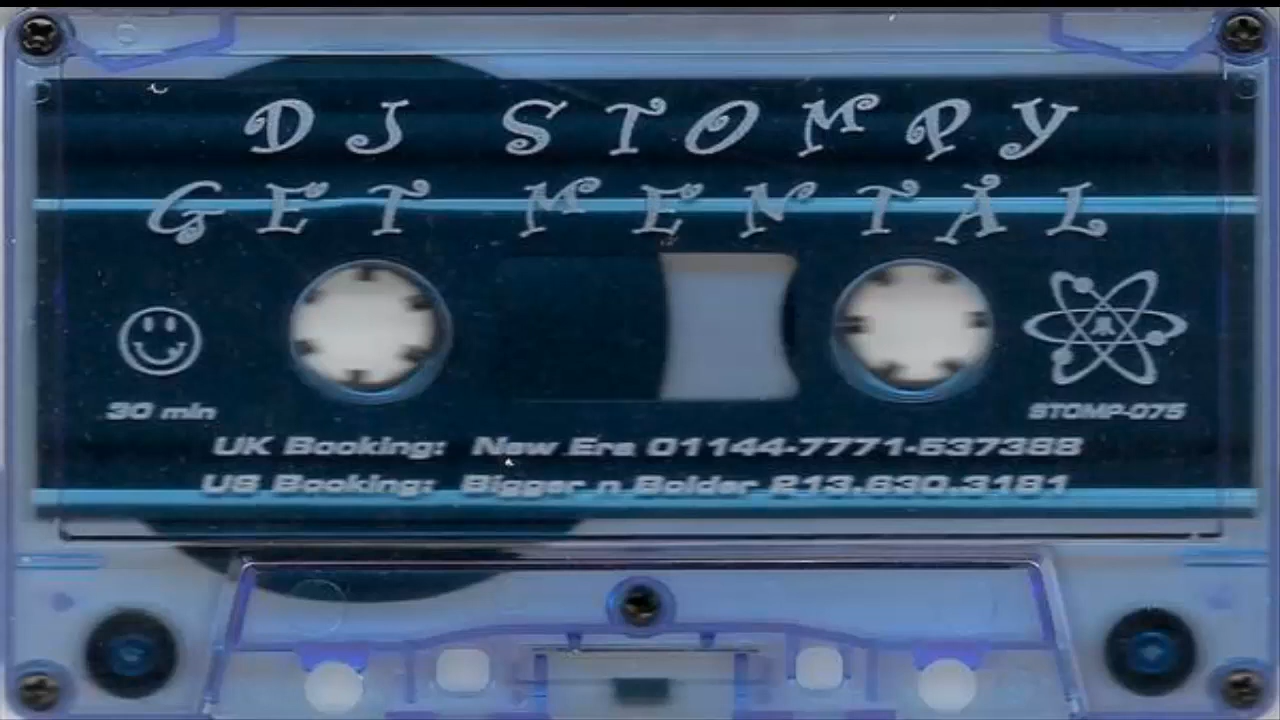 DJ STOMPY
GET MENTAL
30 min
STOMP-075
UK Booking: New Era 01144-7771-537388
US Booking: Bigger n Bolder 213.630.3181